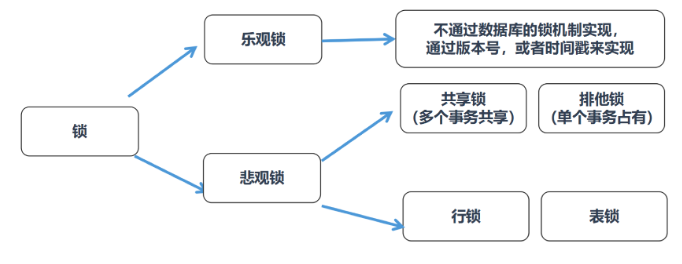 乐观锁
不通过数据库的锁机制实现，
通过版本号，或者时间戳来实现
锁
共享锁
（多个事务共享）
排他锁
（单个事务占有）
悲观锁
行锁
表锁